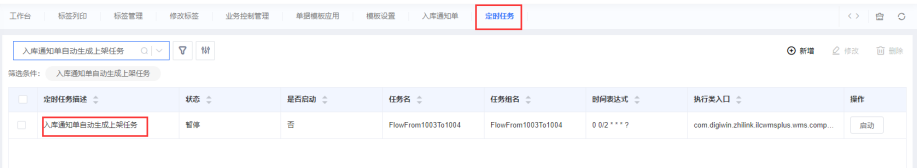 工作台 标签列印 标签管理 修改标签 业务控制管理 单据模板应用 模板设置 入库通知单 定时任务
入库通知单自动生成上架任务 新增 修改 删除
筛选条件： 入库通知单自动生成上架任务
定时任务描述 状态 是否启动 任务名 任务组名 时间表达式 执行类入口 操作
入库通知单自动生成上架任务 暂停 否 FlowFrom1003To1004 FlowFrom1003To1004 0 0/2 * * * ? com.digiwin.zhilink.ilcwmsplus.wms.comp... 启动